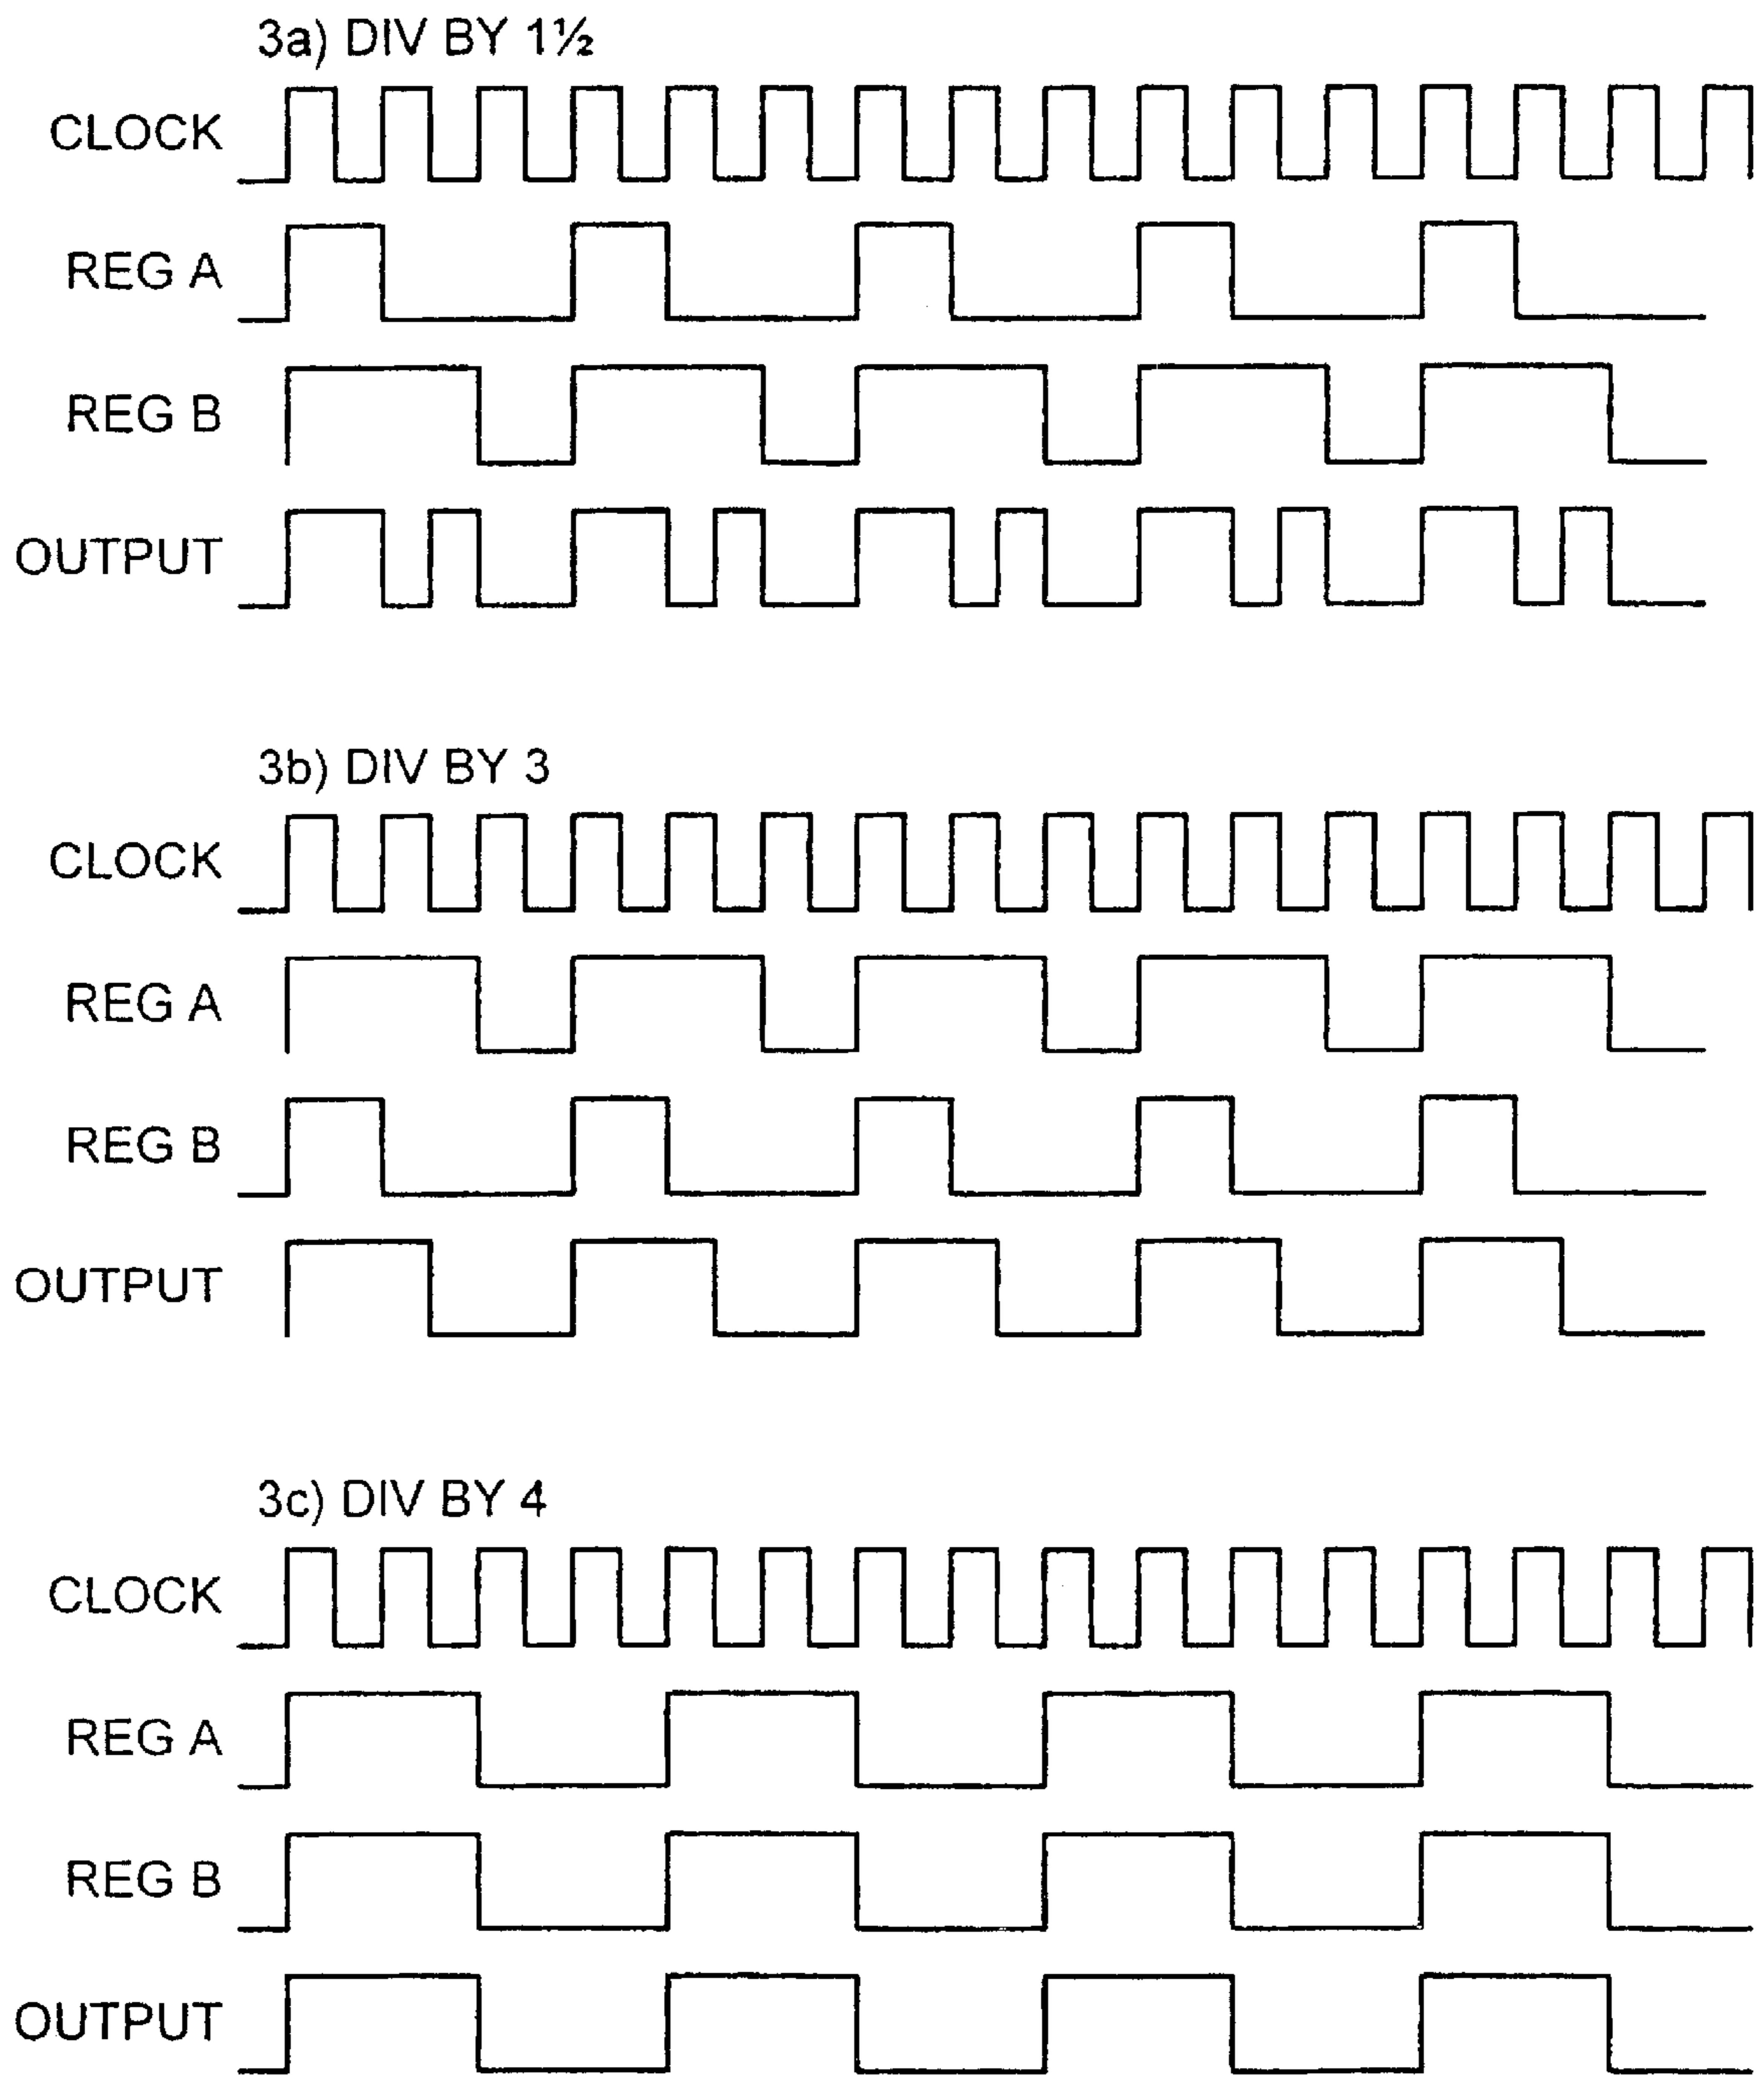 3a) DIV BY 1½
CLOCK
REG A
REG B
OUTPUT
3b) DIV BY 3
CLOCK
REG A
REG B
OUTPUT
3c) DIV BY 4
CLOCK
REG A
REG B
OUTPUT